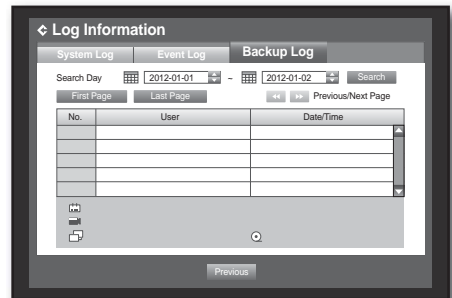 Log Information
System Log Event Log Backup Log
Search Day 2012-01-01 ~ 2012-01-02 Search
First Page Last Page Previous/Next Page
No. User Date/Time
Previous